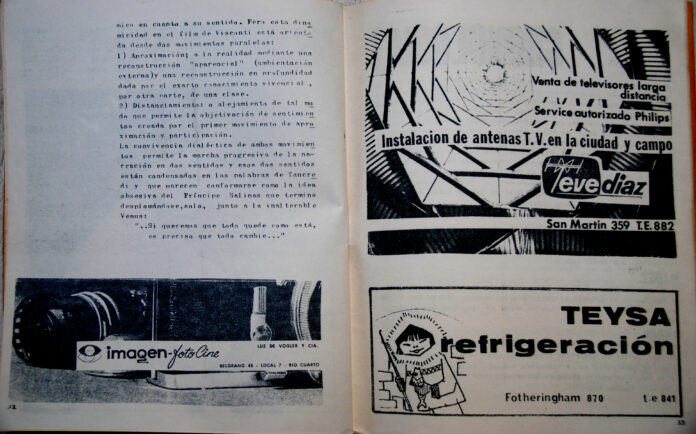 mico en cuanto a su sentido. Pero esta dina
micidad en el film de Visconti está orienta
da desde dos movimientos paralelos:
1) Aproximación; a la realidad mediante una
reconstrucción "aparencial" (ambientación
externa) y una reconstrucción en profundidad
dada por el exacto conocimiento vivencial,
por otra parte, de una clase.
2) Distanciamiento: o alejamiento de tal mo
do que permite la objetivación de sentimien
tos creada por el primer movimiento de apro
ximación y participación.
La convivencia dialéctica de ambos movimien
tos permite la marcha progresiva de la na-
rración en dos sentidos y esos dos sentidos
están condensados en las palabras de Tancre
di y que parecen conformarse como la idea
obsesiva del Príncipe Salinas que termina
desplomándose, solo, junto a la inalterable
Venus:
"..Si queremos que todo quede como está,
es preciso que todo cambie..."
imagen-foto Cine
LUZ DE VOGLER Y CIA.
BELGRANO 43 - LOCAL 7 - RIO CUARTO
32
Venta de televisores larga
distancia
Service autorizado Philips
Instalacion de antenas T.V. en la ciudad y campo
eve diaz
San Martin 359 T.E. 882
TEYSA
refrigeración
Fotheringham 870 t.e 841
33